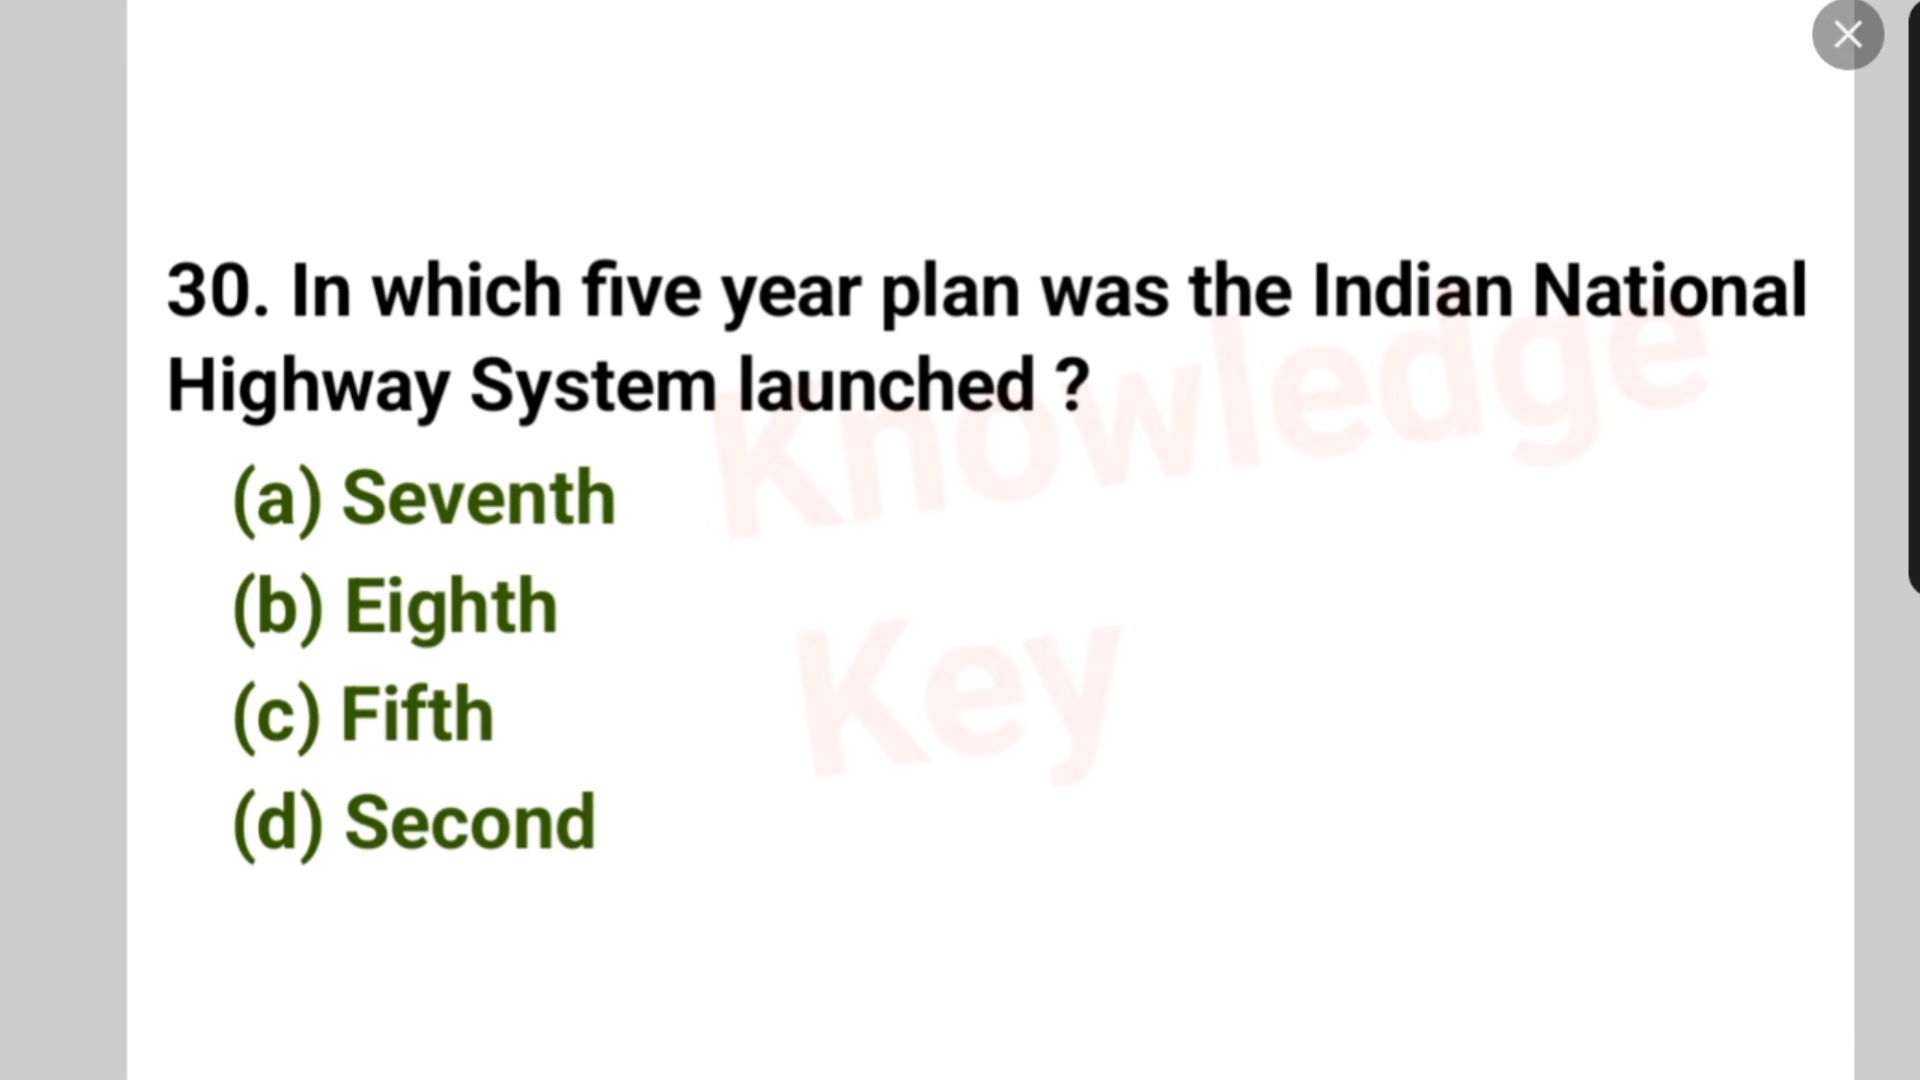 30. In which five year plan was the Indian National
Highway System launched ?
(a) Seventh
(b) Eighth
(c) Fifth
(d) Second
Knowledge
Key